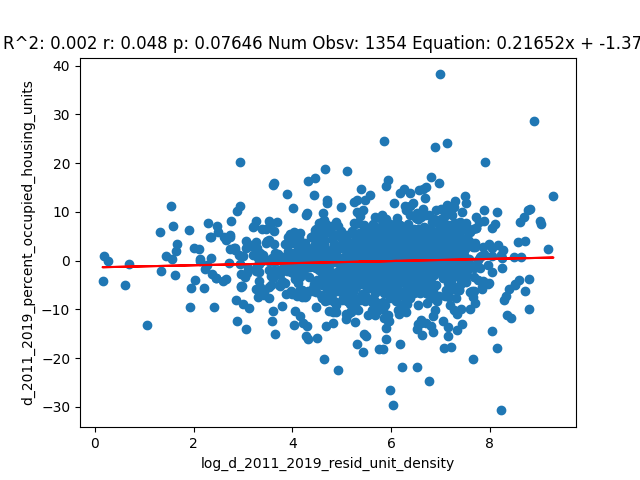 R^2: 0.002 r: 0.048 p: 0.07646 Num Obsv: 1354 Equation: 0.21652x + -1.37
40
30
20
10
0
−10
−20
−30
d_2011_2019_percent_occupied_housing_units
0 2 4 6 8
log_d_2011_2019_resid_unit_density